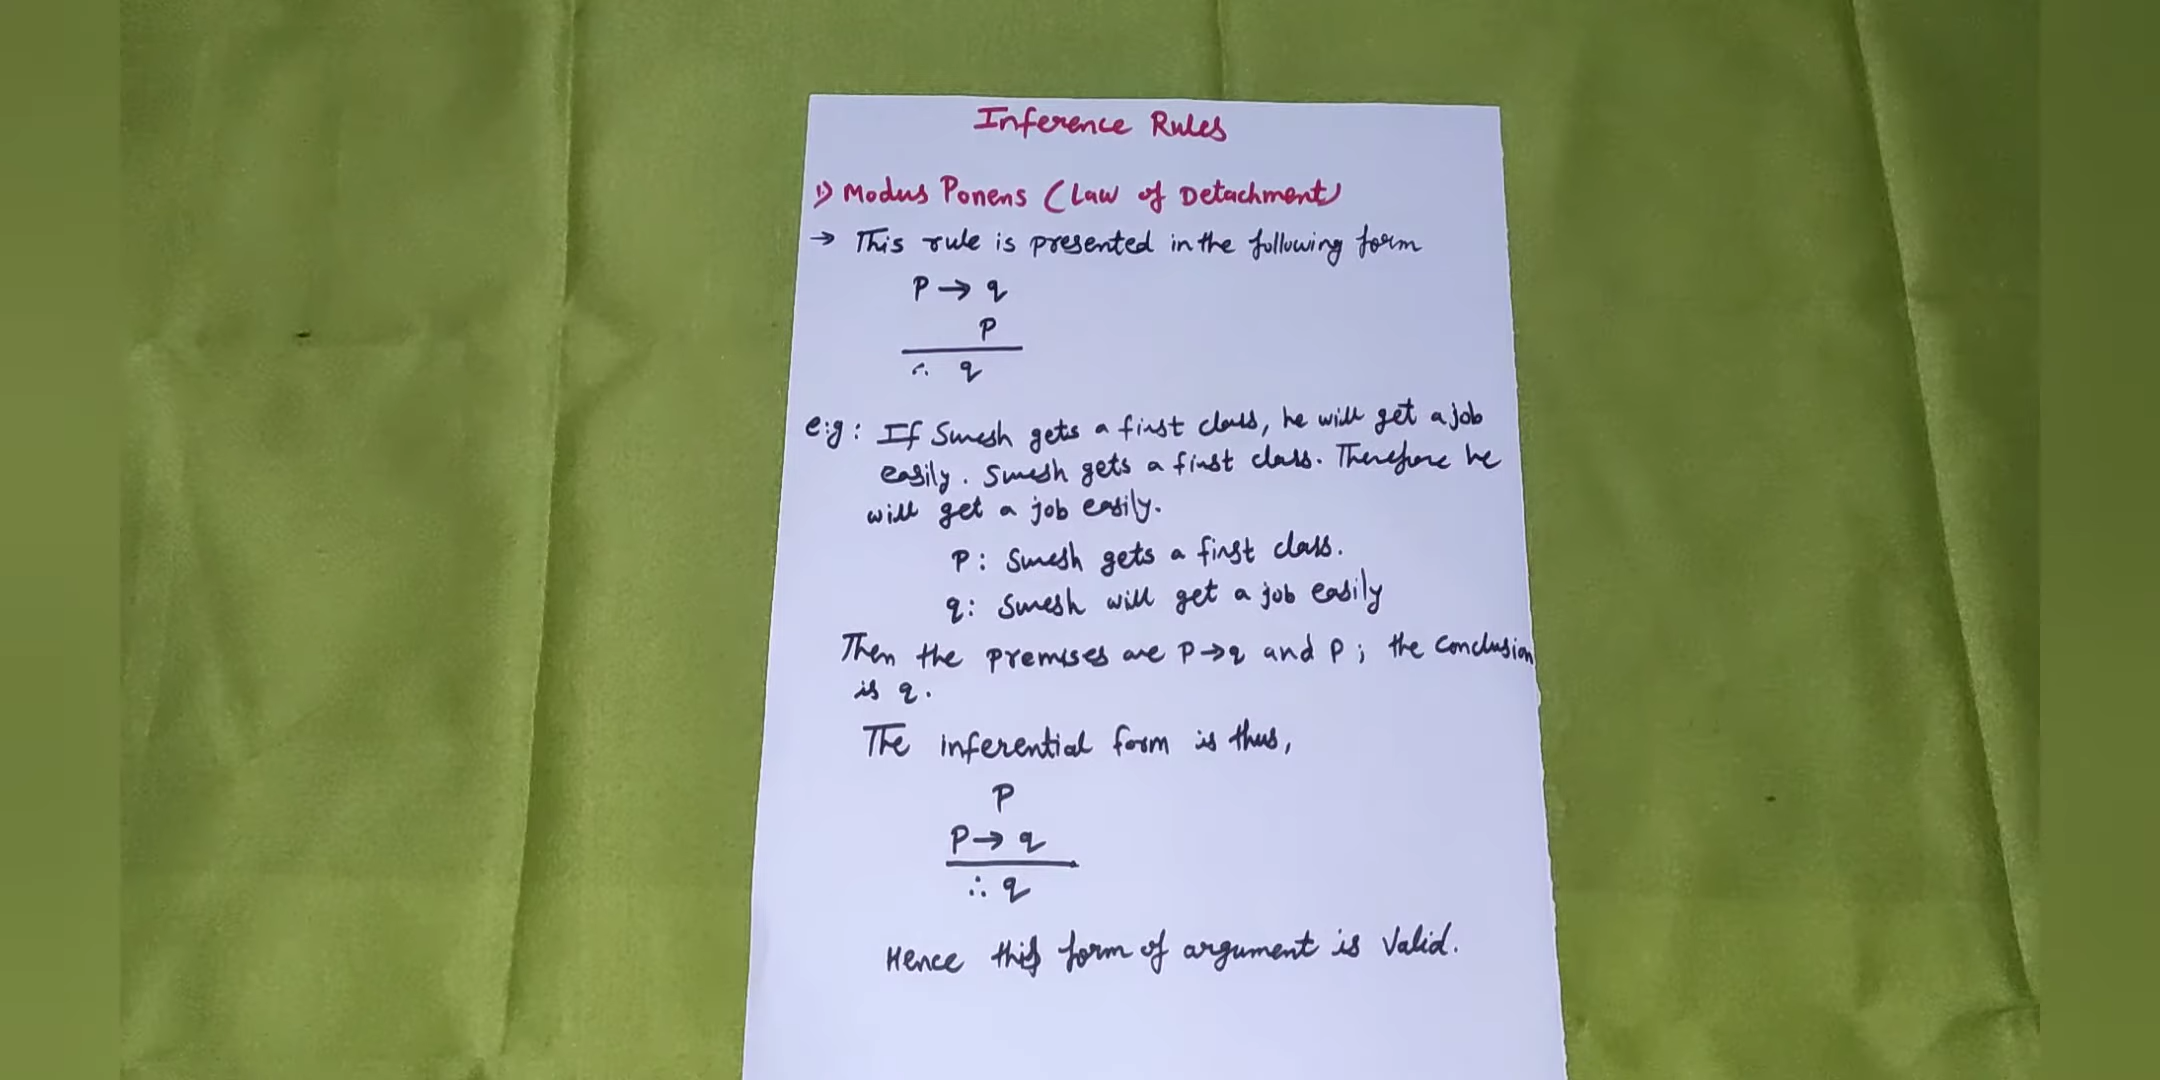 Inference Rules
1) Modus Ponens (Law of Detachment)
→ This rule is presented in the following form
P → q
P
∴ q
e.g: If Suresh gets a first class, he will get a job
easily. Suresh gets a first class. Therefore he
will get a job easily.
P: Suresh gets a first class.
q: Suresh will get a job easily
Then the premises are P→q and P; the conclusion
is q.
The inferential form is thus,
P
P→ q
∴ q
Hence this form of argument is valid.